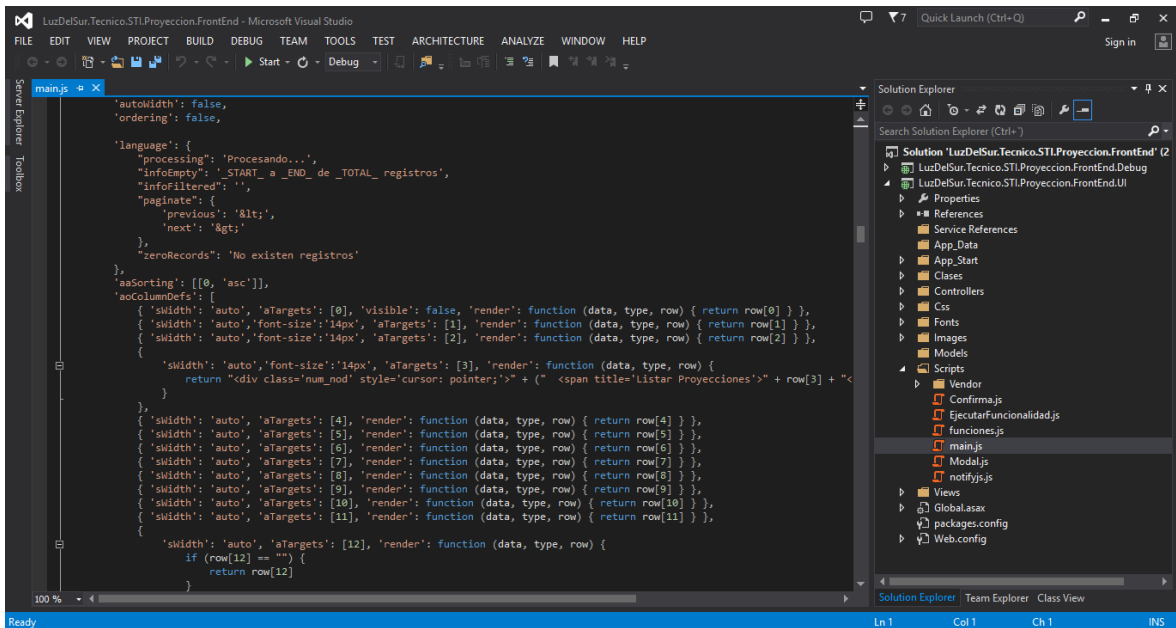 LuzDelSur.Tecnico.STI.Proyeccion.FrontEnd - Microsoft Visual Studio
7 Quick Launch (Ctrl+Q)
FILE EDIT VIEW PROJECT BUILD DEBUG TEAM TOOLS TEST ARCHITECTURE ANALYZE WINDOW HELP
Sign in
Start Debug
Server Explorer
Toolbox
main.js
'autoWidth': false,
'ordering': false,
'language': {
"processing": 'Procesando...',
"infoEmpty": '_START_ a _END_ de _TOTAL_ registros',
"infoFiltered": '',
"paginate": {
'previous': '&lt;',
'next': '&gt;'
},
"zeroRecords": 'No existen registros'
},
'aaSorting': [[0, 'asc']],
'aoColumnDefs': [
{ 'sWidth': 'auto', 'aTargets': [0], 'visible': false, 'render': function (data, type, row) { return row[0] } },
{ 'sWidth': 'auto','font-size':'14px', 'aTargets': [1], 'render': function (data, type, row) { return row[1] } },
{ 'sWidth': 'auto','font-size':'14px', 'aTargets': [2], 'render': function (data, type, row) { return row[2] } },
{
'sWidth': 'auto','font-size':'14px', 'aTargets': [3], 'render': function (data, type, row) {
return "<div class='num_nod' style='cursor: pointer;'>" + ("  <span title='Listar Proyecciones'>" + row[3] + "<
}
},
{ 'sWidth': 'auto', 'aTargets': [4], 'render': function (data, type, row) { return row[4] } },
{ 'sWidth': 'auto', 'aTargets': [5], 'render': function (data, type, row) { return row[5] } },
{ 'sWidth': 'auto', 'aTargets': [6], 'render': function (data, type, row) { return row[6] } },
{ 'sWidth': 'auto', 'aTargets': [7], 'render': function (data, type, row) { return row[7] } },
{ 'sWidth': 'auto', 'aTargets': [8], 'render': function (data, type, row) { return row[8] } },
{ 'sWidth': 'auto', 'aTargets': [9], 'render': function (data, type, row) { return row[9] } },
{ 'sWidth': 'auto', 'aTargets': [10], 'render': function (data, type, row) { return row[10] } },
{ 'sWidth': 'auto', 'aTargets': [11], 'render': function (data, type, row) { return row[11] } },
{
'sWidth': 'auto', 'aTargets': [12], 'render': function (data, type, row) {
if (row[12] == "") {
return row[12]
}
100 %
Solution Explorer
Search Solution Explorer (Ctrl+¨)
Solution 'LuzDelSur.Tecnico.STI.Proyeccion.FrontEnd' (2
LuzDelSur.Tecnico.STI.Proyeccion.FrontEnd.Debug
LuzDelSur.Tecnico.STI.Proyeccion.FrontEnd.UI
Properties
References
Service References
App_Data
App_Start
Clases
Controllers
Css
Fonts
Images
Models
Scripts
Vendor
Confirma.js
EjecutarFuncionalidad.js
funciones.js
main.js
Modal.js
notifyjs.js
Views
Global.asax
packages.config
Web.config
Solution Explorer Team Explorer Class View
Ready Ln 1 Col 1 Ch 1 INS